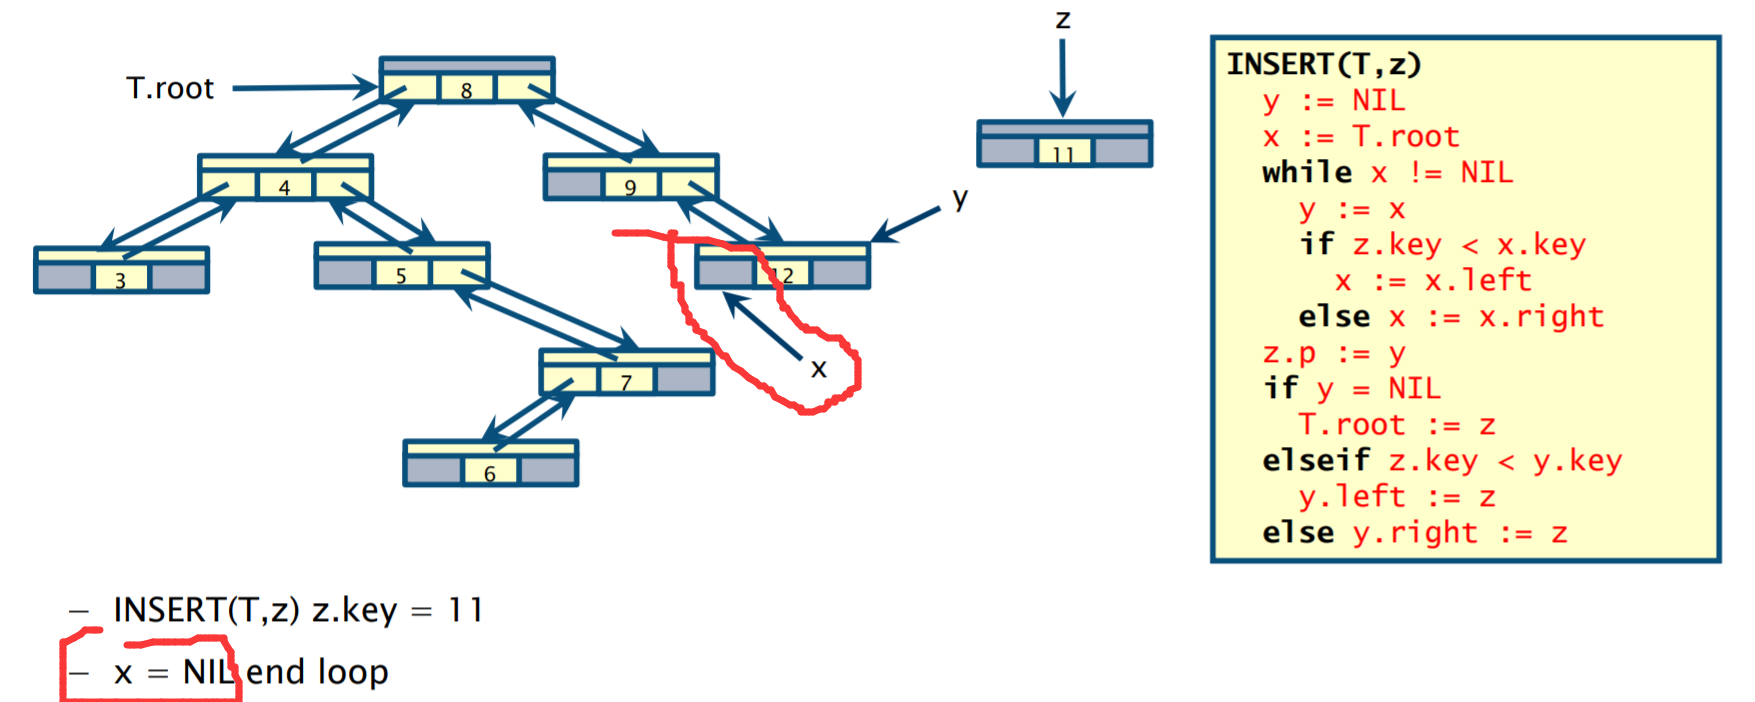 z
T.root
8
11
4
9
y
3
5
12
x
7
6
INSERT(T,z)
y := NIL
x := T.root
while x != NIL
y := x
if z.key < x.key
x := x.left
else x := x.right
z.p := y
if y = NIL
T.root := z
elseif z.key < y.key
y.left := z
else y.right := z
– INSERT(T,z) z.key = 11
– x = NIL end loop